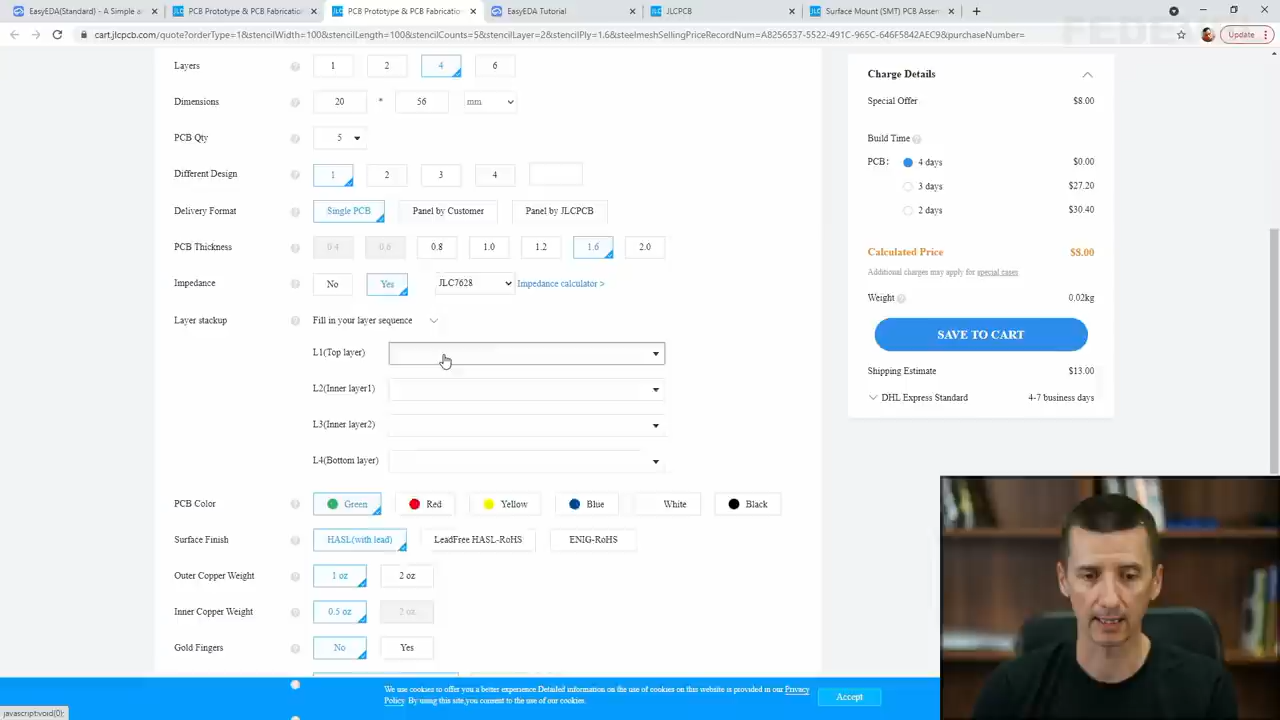 EasyEDA(Standard) - A Simple a
PCB Prototype & PCB Fabrication
PCB Prototype & PCB Fabricatio
EasyEDA Tutorial
JLCPCB
Surface Mount (SMT) PCB Assem
cart.jlcpcb.com/quote?orderType=1&stencilWidth=100&stencilLength=100&stencilCounts=5&stencilLayer=2&stencilPly=1.6&steelmeshSellingPriceRecordNum=A8256537-5522-491C-965C-646F5842AEC9&purchaseNumber=
Update
Layers 1 2 4 6
Dimensions 20 * 56 mm
PCB Qty 5
Different Design 1 2 3 4
Delivery Format Single PCB Panel by Customer Panel by JLCPCB
PCB Thickness 0.4 0.6 0.8 1.0 1.2 1.6 2.0
Impedance No Yes JLC7628 Impedance calculator >
Layer stackup Fill in your layer sequence
L1(Top layer)
L2(Inner layer1)
L3(Inner layer2)
L4(Bottom layer)
PCB Color Green Red Yellow Blue White Black
Surface Finish HASL(with lead) LeadFree HASL-RoHS ENIG-RoHS
Outer Copper Weight 1 oz 2 oz
Inner Copper Weight 0.5 oz 2 oz
Gold Fingers No Yes
Charge Details
Special Offer $8.00
Build Time
PCB: 4 days $0.00
3 days $27.20
2 days $30.40
Calculated Price $8.00
Additional charges may apply for special cases
Weight 0.02kg
SAVE TO CART
Shipping Estimate $13.00
DHL Express Standard 4-7 business days
We use cookies to offer you a better experience.Detailed information on the use of cookies on this website is provided in our Privacy
Policy. By using this site,you consent to the use of our cookies.
Accept
javascript:void(0);